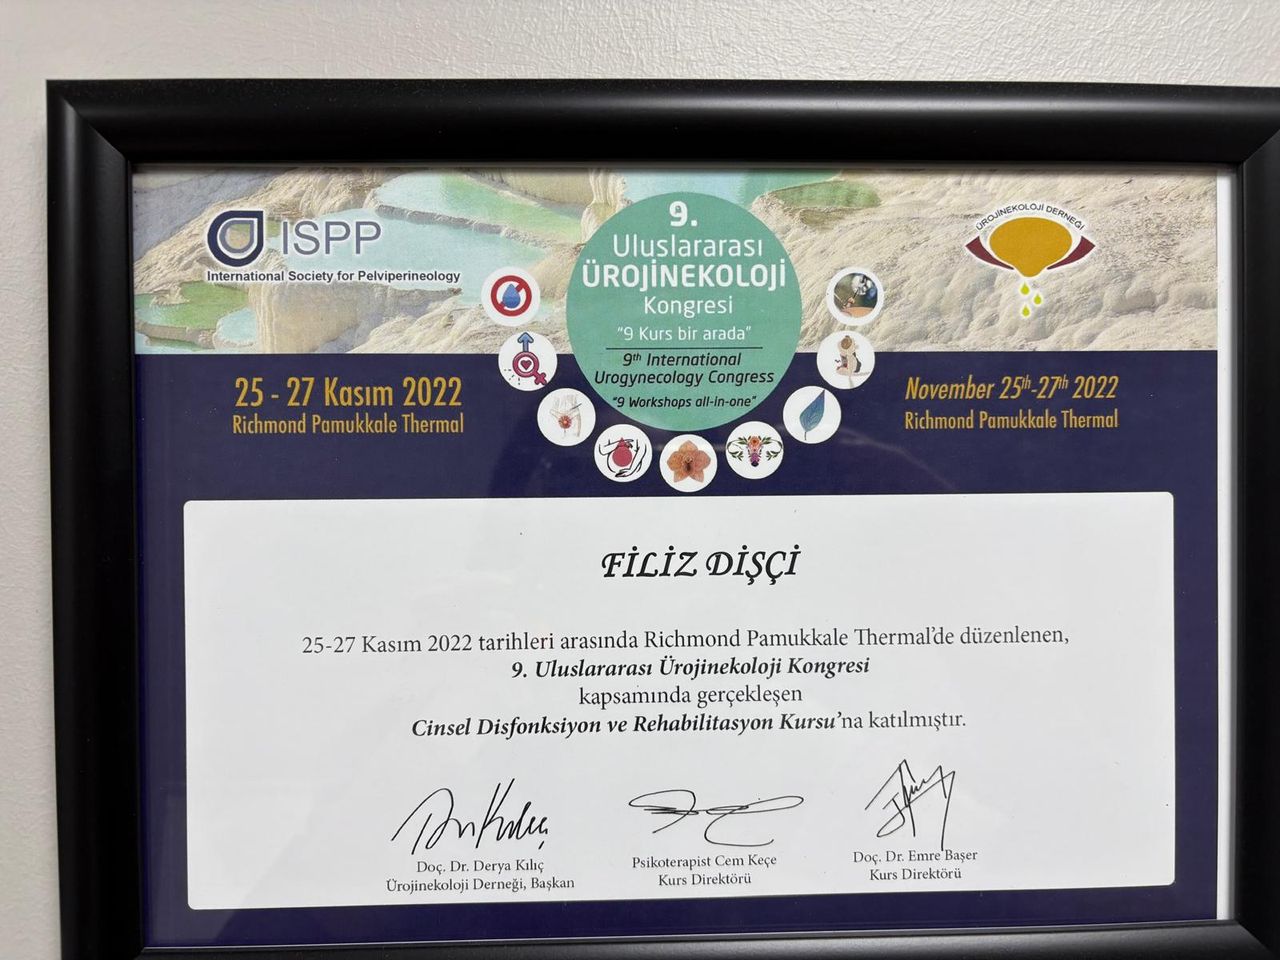 ISPP
International Society for Pelviperineology
9.
Uluslararası
ÜROJİNEKOLOJİ
Kongresi
"9 Kurs bir arada"
9th International
Urogynecology Congress
"9 Workshops all-in-one"
ÜROJİNEKOLOJİ DERNEĞİ
25 - 27 Kasım 2022
Richmond Pamukkale Thermal
November 25th-27th 2022
Richmond Pamukkale Thermal
FİLİZ DİŞÇİ
25-27 Kasım 2022 tarihleri arasında Richmond Pamukkale Thermal'de düzenlenen,
9. Uluslararası Ürojinekoloji Kongresi
kapsamında gerçekleşen
Cinsel Disfonksiyon ve Rehabilitasyon Kursu'na katılmıştır.
Doç. Dr. Derya Kılıç
Ürojinekoloji Derneği, Başkan
Psikoterapist Cem Keçe
Kurs Direktörü
Doç. Dr. Emre Başer
Kurs Direktörü